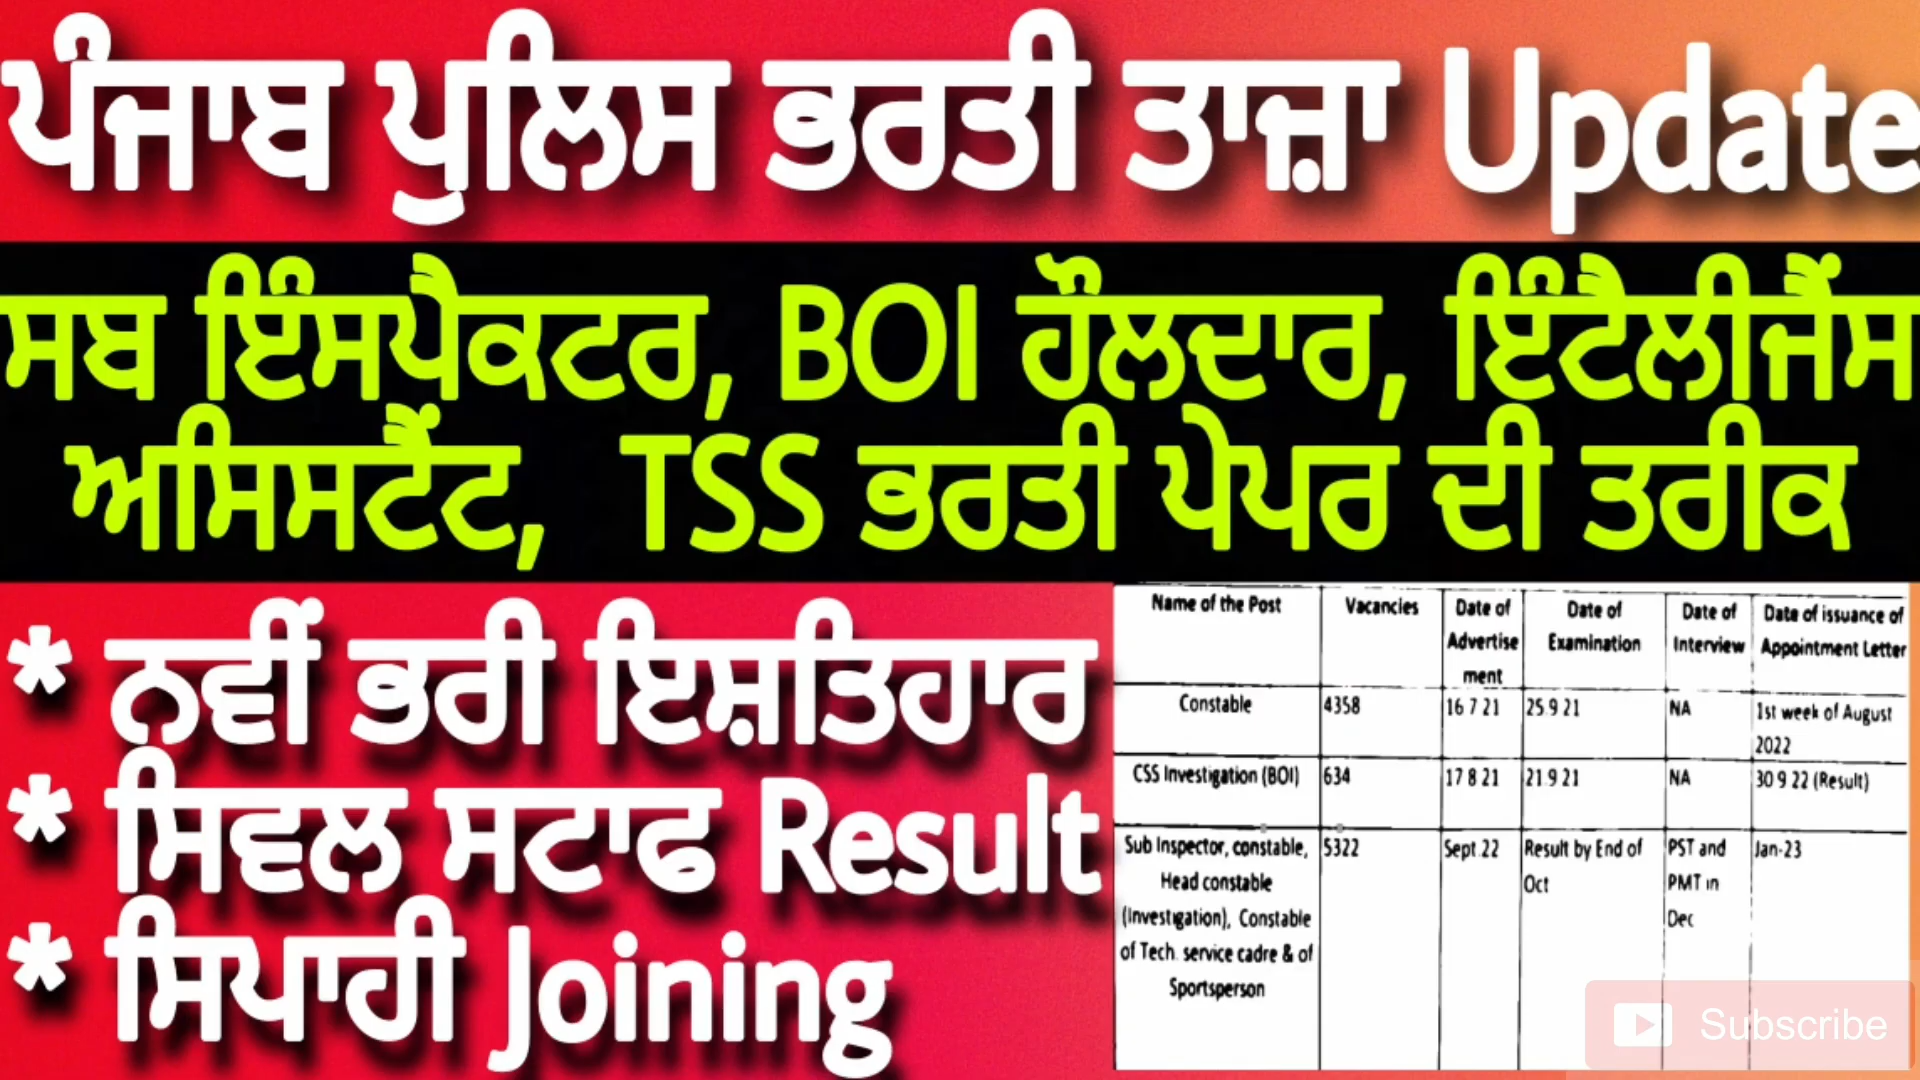 ਪੰਜਾਬ ਪੁਲਿਸ ਭਰਤੀ ਤਾਜ਼ਾ Update
ਸਬ ਇੰਸਪੈਕਟਰ, BOI ਹੌਲਦਾਰ, ਇੰਟੈਲੀਜੈਂਸ
ਅਸਿਸਟੈਂਟ, TSS ਭਰਤੀ ਪੇਪਰ ਦੀ ਤਰੀਕ
* ਨਵੀਂ ਭਰੀ ਇਸ਼ਤਿਹਾਰ
* ਸਿਵਲ ਸਟਾਫ Result
* ਸਿਪਾਹੀ Joining
Name of the Post Vacancies Date of Advertise ment Date of Examination Date of Interview Date of issuance of Appointment Letter
Constable 4358 16 7 21 25 9 21 NA 1st week of August 2022
CSS Investigation (BOI) 634 17 8 21 21 9 21 NA 30 9 22 (Result)
Sub Inspector, constable, 5322 Sept 22 Result by End of PST and Jan-23
Head constable Oct PMT in
(Investigation), Constable Dec
of Tech. service cadre & of
Sportsperson
Subscribe